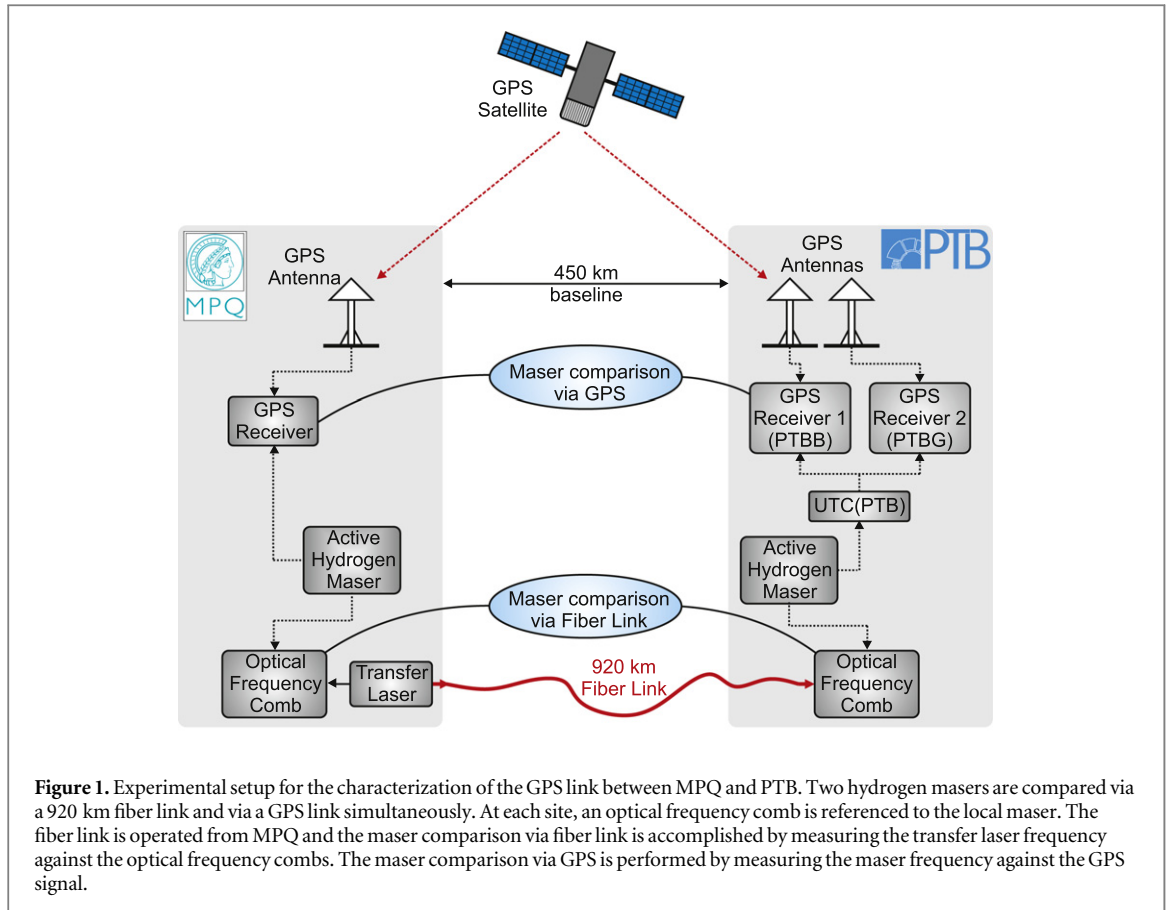 GPS
Satellite
MPQ
GPS
Antenna
450 km
baseline
GPS
Antennas
PTB
Maser comparison
via GPS
GPS
Receiver
GPS
Receiver 1
(PTBB)
GPS
Receiver 2
(PTBG)
UTC(PTB)
Active
Hydrogen
Maser
Active
Hydrogen
Maser
Maser comparison
via Fiber Link
Optical
Frequency
Comb
Transfer
Laser
920 km
Fiber Link
Optical
Frequency
Comb
Figure 1. Experimental setup for the characterization of the GPS link between MPQ and PTB. Two hydrogen masers are compared via
a 920 km fiber link and via a GPS link simultaneously. At each site, an optical frequency comb is referenced to the local maser. The
fiber link is operated from MPQ and the maser comparison via fiber link is accomplished by measuring the transfer laser frequency
against the optical frequency combs. The maser comparison via GPS is performed by measuring the maser frequency against the GPS
signal.